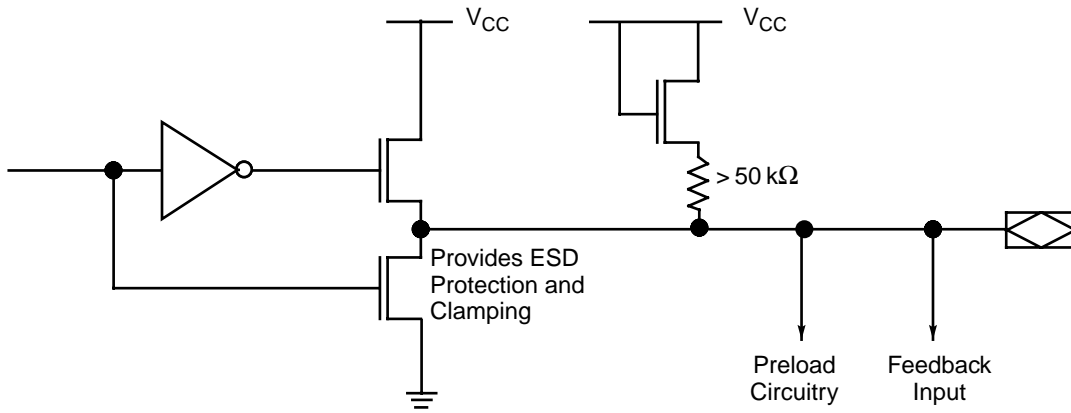 V_CC
V_CC
> 50 kΩ
Provides ESD
Protection and
Clamping
Preload
Circuitry
Feedback
Input